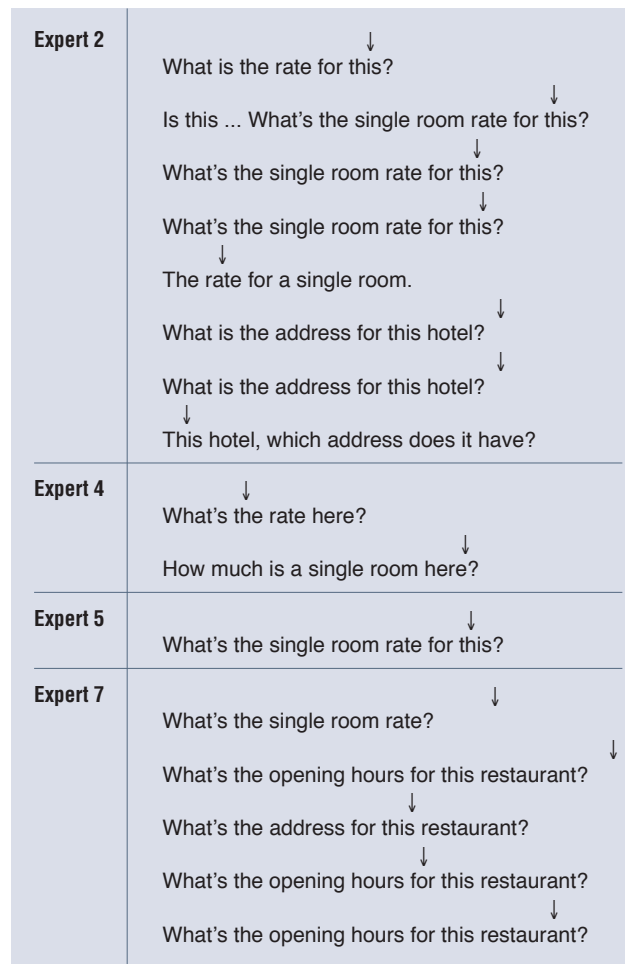 Expert 2
↓
What is the rate for this?
↓
Is this ... What's the single room rate for this?
↓
What's the single room rate for this?
↓
What's the single room rate for this?
↓
The rate for a single room.
↓
What is the address for this hotel?
↓
What is the address for this hotel?
↓
This hotel, which address does it have?
Expert 4
↓
What's the rate here?
↓
How much is a single room here?
Expert 5
↓
What's the single room rate for this?
Expert 7
↓
What's the single room rate?
↓
What's the opening hours for this restaurant?
↓
What's the address for this restaurant?
↓
What's the opening hours for this restaurant?
↓
What's the opening hours for this restaurant?